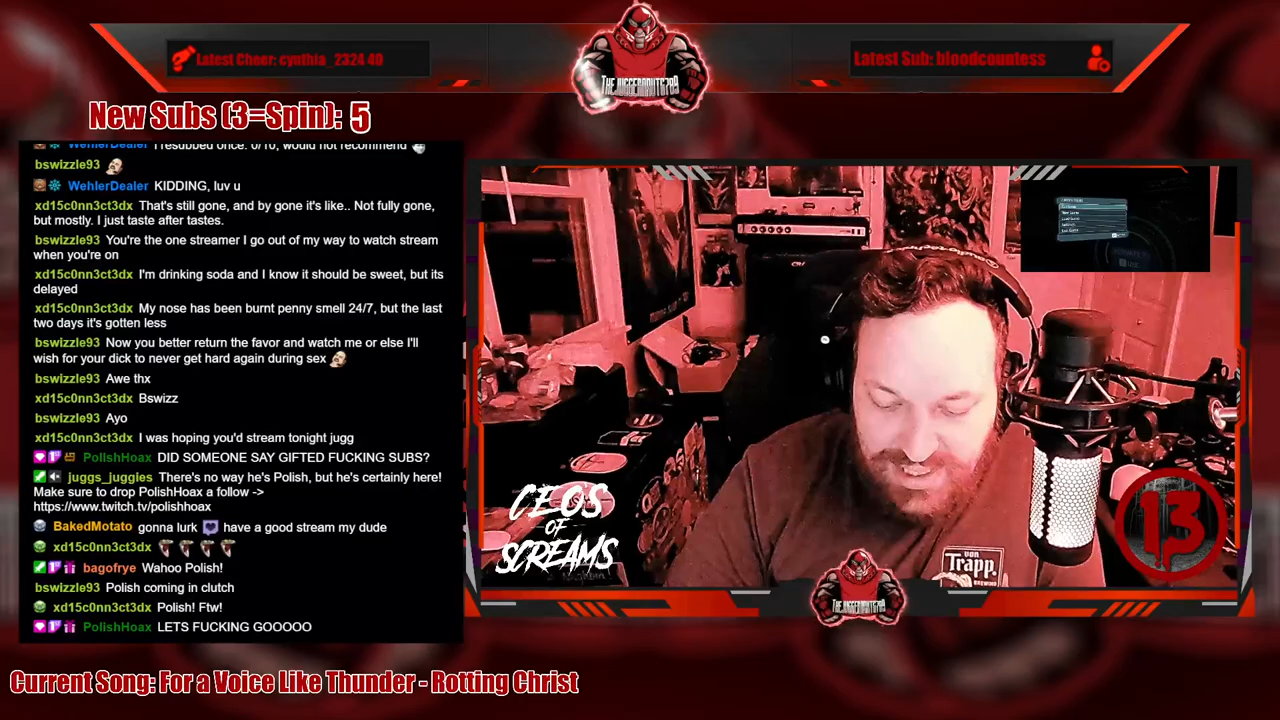 Latest Cheer: cynthia_2324 40
THEJUGGERNAUT6789
Latest Sub: bloodcountess
New Subs (3=Spin): 5
WehlerDealer I resubbed once. 0/10, would not recommend
bswizzle93
WehlerDealer KIDDING, luv u
xd15c0nn3ct3dx That's still gone, and by gone it's like.. Not fully gone,
but mostly. I just taste after tastes.
bswizzle93 You're the one streamer I go out of my way to watch stream
when you're on
xd15c0nn3ct3dx I'm drinking soda and I know it should be sweet, but its
delayed
xd15c0nn3ct3dx My nose has been burnt penny smell 24/7, but the last
two days it's gotten less
bswizzle93 Now you better return the favor and watch me or else I'll
wish for your dick to never get hard again during sex
bswizzle93 Awe thx
xd15c0nn3ct3dx Bswizz
bswizzle93 Ayo
xd15c0nn3ct3dx I was hoping you'd stream tonight jugg
PolishHoax DID SOMEONE SAY GIFTED FUCKING SUBS?
juggs_juggies There's no way he's Polish, but he's certainly here!
Make sure to drop PolishHoax a follow ->
https://www.twitch.tv/polishhoax
BakedMotato gonna lurk have a good stream my dude
xd15c0nn3ct3dx
bagofrye Wahoo Polish!
bswizzle93 Polish coming in clutch
xd15c0nn3ct3dx Polish! Ftw!
PolishHoax LETS FUCKING GOOOOO
CEOS
OF
SCREAMS
von
Trapp
BREWING
13
THEJUGGERNAUT6789
Current Song: For a Voice Like Thunder - Rotting Christ